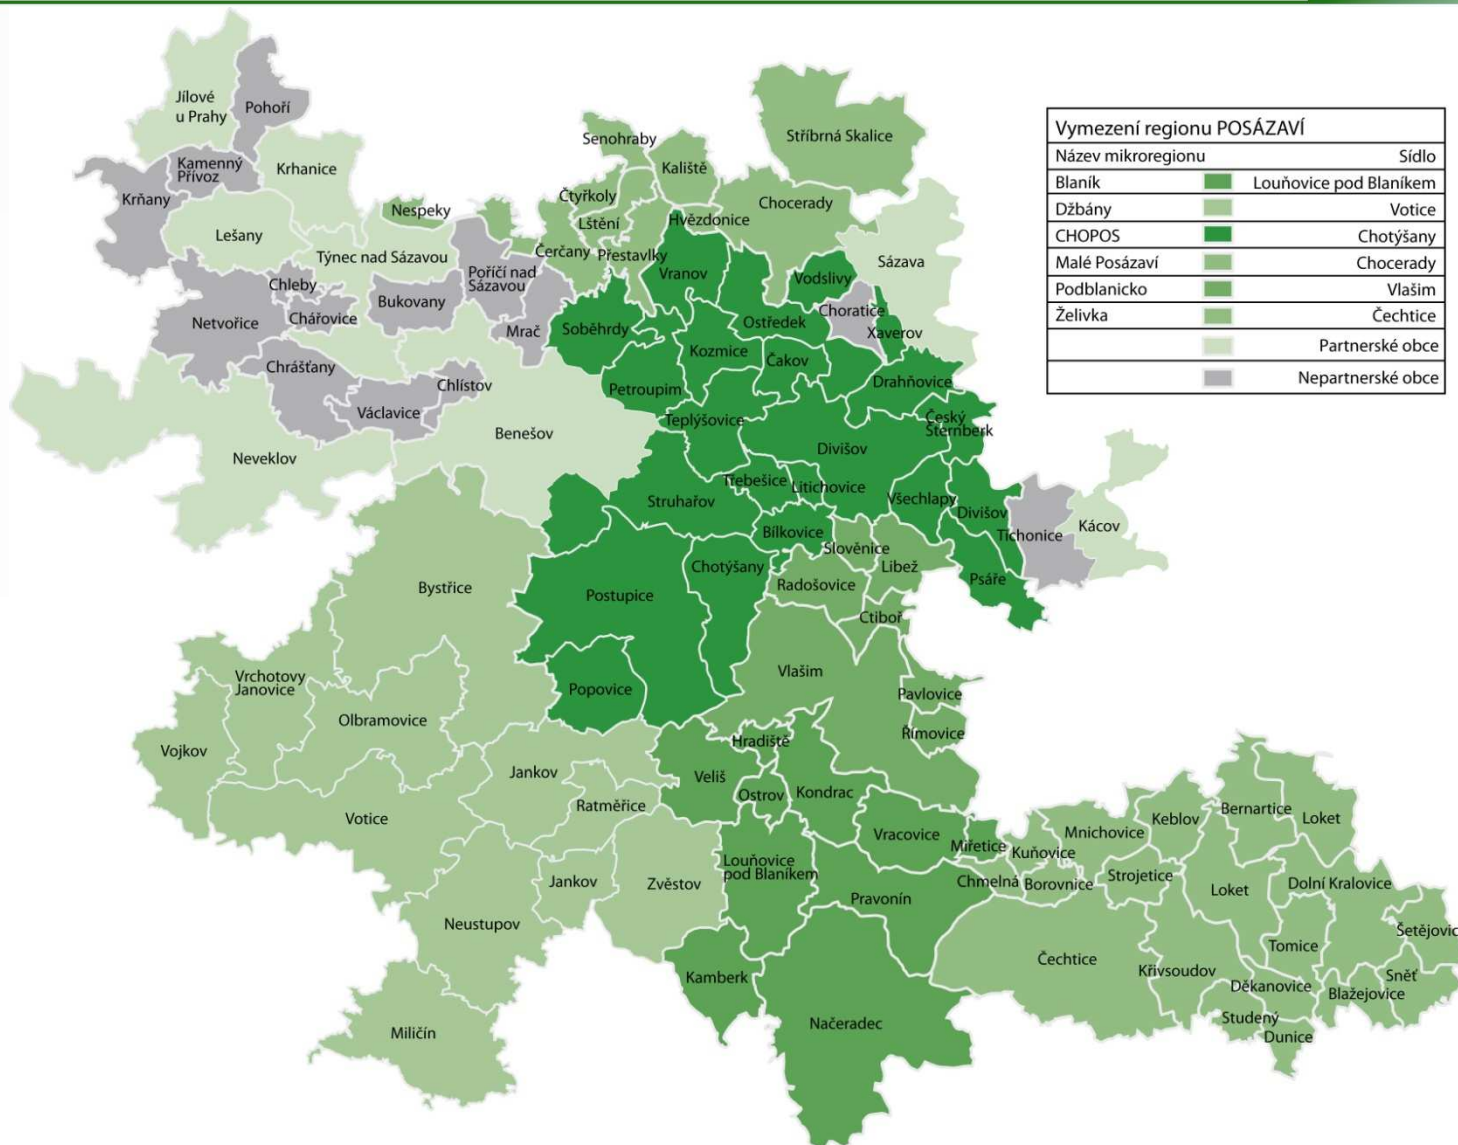 Jílové
u Prahy
Pohoří
Kamenný
Přívoz
Krňany
Krhanice
Lešany
Nespeky
Týnec nad Sázavou
Chleby
Chářovice
Netvořice
Bukovany
Poříčí nad
Sázavou
Mrač
Chrášťany
Chlístov
Václavice
Benešov
Neveklov
Senohraby
Kaliště
Stříbrná Skalice
Čtyřkoly
Chocerady
Hvězdonice
Lštění
Čerčany
Přestavlky
Vranov
Vodslivy
Sázava
Choratiče
Xaverov
Soběhrdy
Ostředek
Kozmice
Čakov
Petroupim
Drahňovice
Teplýšovice
Český
Šternberk
Divišov
Třebešice
Litichovice
Struhařov
Všechlapy
Divišov
Tichonice
Kácov
Bílkovice
Slověnice
Chotýšany
Libež
Psáře
Radošovice
Postupice
Ctiboř
Bystřice
Vlašim
Popovice
Pavlovice
Římovice
Vrchotovy
Janovice
Olbramovice
Vojkov
Hradiště
Jankov
Veliš
Ostrov
Kondrac
Ratměřice
Votice
Vracovice
Miřetice
Kuňovice
Mnichovice
Keblov
Bernartice
Loket
Louňovice
pod Blaníkem
Jankov
Zvěstov
Chmelná
Borovnice
Strojetice
Loket
Dolní Kralovice
Pravonín
Neustupov
Šetějovic
Tomice
Čechtice
Křivsoudov
Kamberk
Sněť
Děkanovice
Blažejovice
Načeradec
Studený
Dunice
Miličín
Vymezení regionu POSÁZAVÍ
Název mikroregionu Sídlo
Blaník Louňovice pod Blaníkem
Džbány Votice
CHOPOS Chotýšany
Malé Posázaví Chocerady
Podblanicko Vlašim
Želivka Čechtice
Partnerské obce
Nepartnerské obce